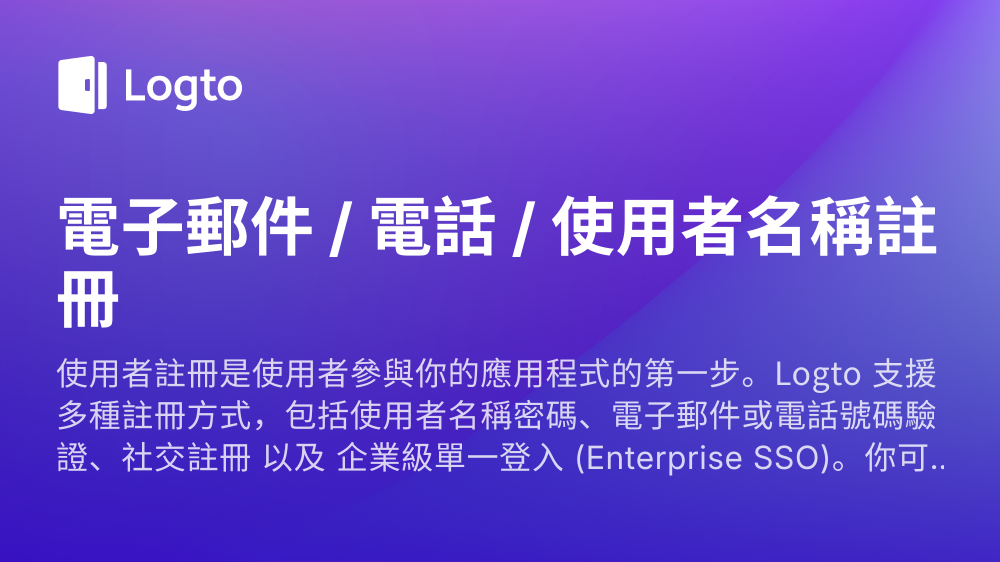 Logto
電子郵件 / 電話 / 使用者名稱註
冊
使用者註冊是使用者參與你的應用程式的第一步。Logto 支援
多種註冊方式，包括使用者名稱密碼、電子郵件或電話號碼驗
證、社交註冊 以及 企業級單一登入 (Enterprise SSO)。你可..